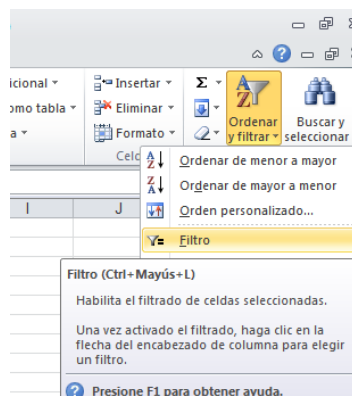 icional
Insertar
Σ
omo tabla
Eliminar
a
Formato
Ordenar
y filtrar
Buscar y
seleccionar
Celd
Ordenar de menor a mayor
Ordenar de mayor a menor
Orden personalizado...
Filtro
I J
Filtro (Ctrl+Mayús+L)
Habilita el filtrado de celdas seleccionadas.
Una vez activado el filtrado, haga clic en la
flecha del encabezado de columna para elegir
un filtro.
Presione F1 para obtener ayuda.